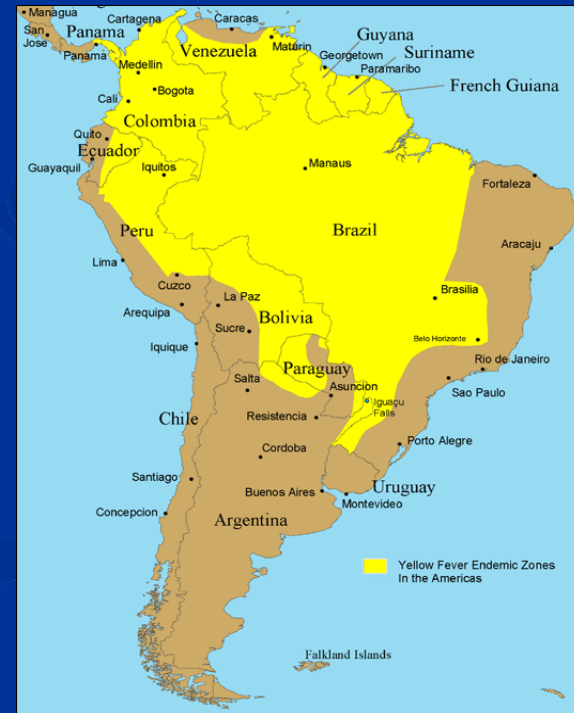 Managua
San
Jose
Panama
Panama
Cartagena
Caracas
Venezuela
Maturin
Guyana
Georgetown
Suriname
Paramaribo
French Guiana
Medellin
Bogota
Cali
Colombia
Quito
Ecuador
Guayaquil
Iquitos
Manaus
Fortaleza
Peru
Brazil
Aracaju
Lima
Cuzco
La Paz
Brasilia
Arequipa
Bolivia
Sucre
Belo Horizonte
Iquique
Rio de Janeiro
Paraguay
Salta
Asuncion
Sao Paulo
Iguaçu
Falls
Chile
Resistencia
Porto Alegre
Cordoba
Santiago
Uruguay
Buenos Aires
Montevideo
Concepcion
Argentina
Yellow Fever Endemic Zones
In the Americas
Falkland Islands